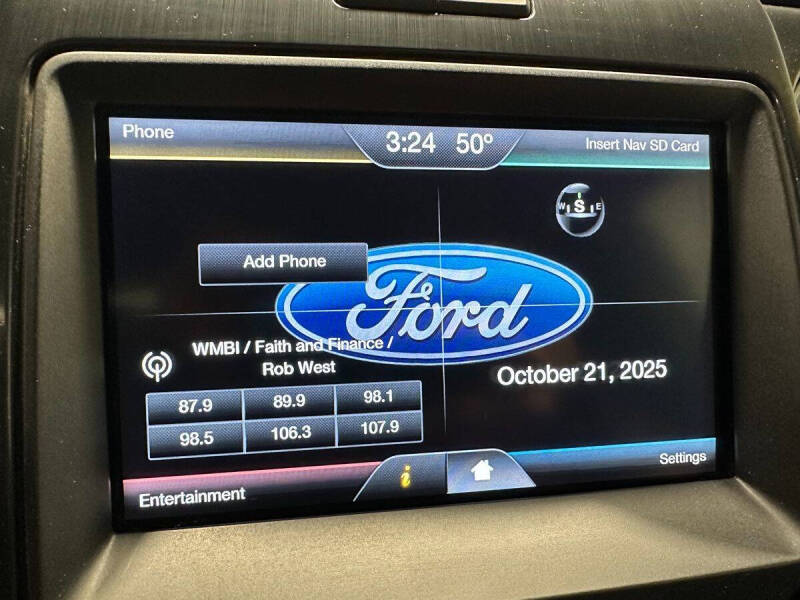 Phone
3:24 50º
Insert Nav SD Card
W S E
Add Phone
Ford
WMBI / Faith and Finance /
Rob West
October 21, 2025
87.9 89.9 98.1
98.5 106.3 107.9
Entertainment
i
Settings